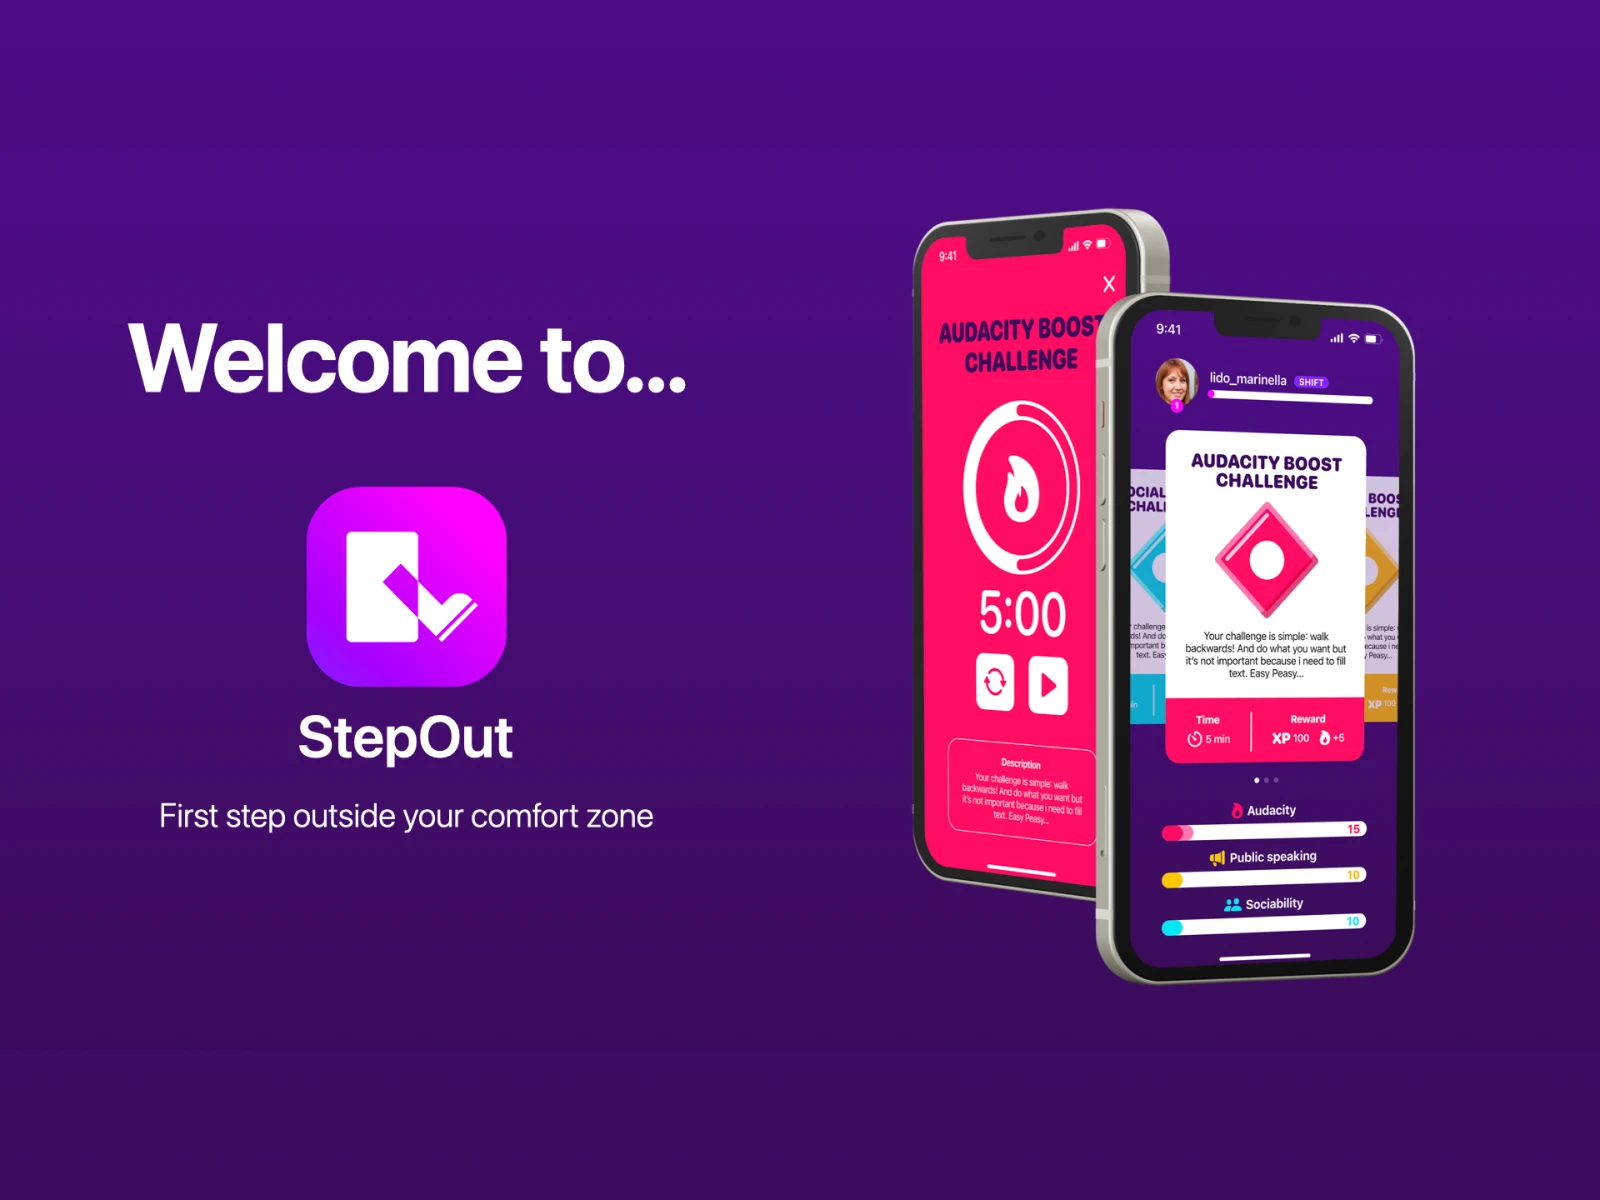 Welcome to...
StepOut
First step outside your comfort zone
9:41
X
AUDACITY BOOST
CHALLENGE
5:00
Description
Your challenge is simple: walk
backwards! And do what you want but
it's not important because i need to fill
text. Easy Peasy...
9:41
lido_marinella SHIFT
1
AUDACITY BOOST
CHALLENGE
Your challenge is simple: walk
backwards! And do what you want but
it's not important because i need to fill
text. Easy Peasy...
Time
5 min
Reward
XP 100 +5
Rew
XP 100
Audacity
15
Public speaking
10
Sociability
10